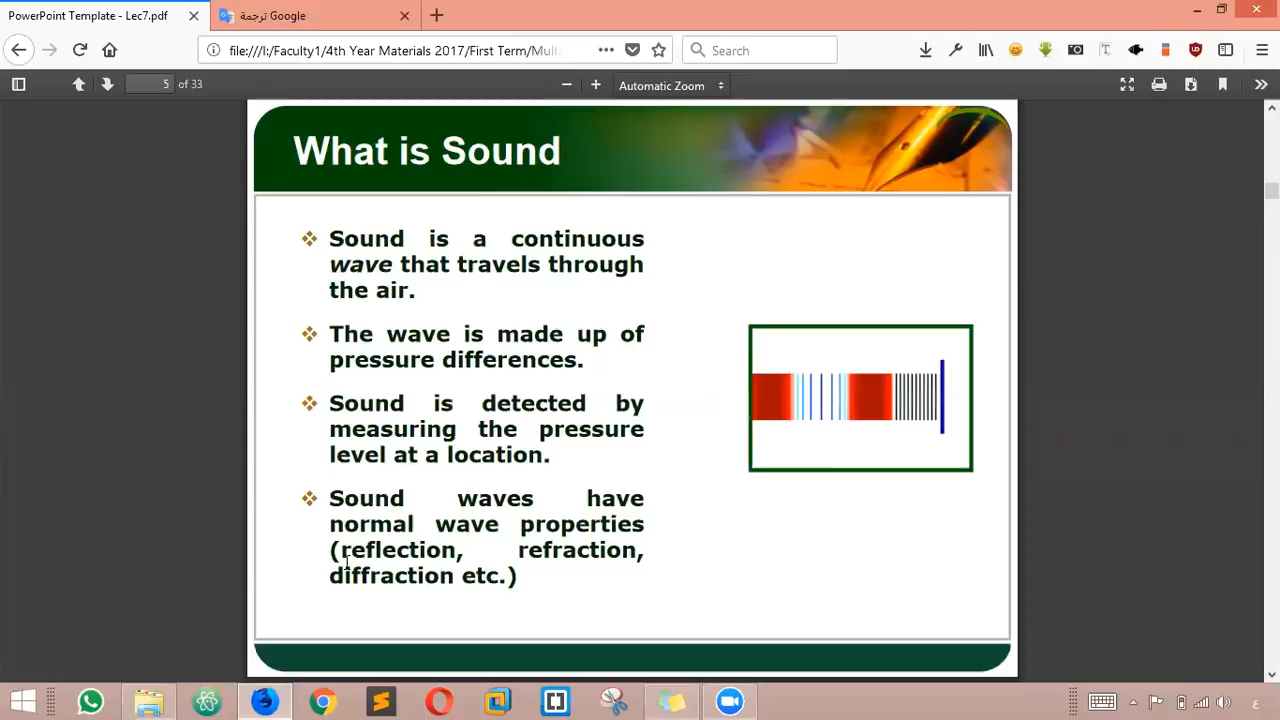 PowerPoint Template - Lec7.pdf
ترجمة Google
file:///I:/Faculty1/4th Year Materials 2017/First Term/Mult
Search
5 of 33
Automatic Zoom
What is Sound
Sound is a continuous
wave that travels through
the air.
The wave is made up of
pressure differences.
Sound is detected by
measuring the pressure
level at a location.
Sound waves have
normal wave properties
(reflection, refraction,
diffraction etc.)
ع